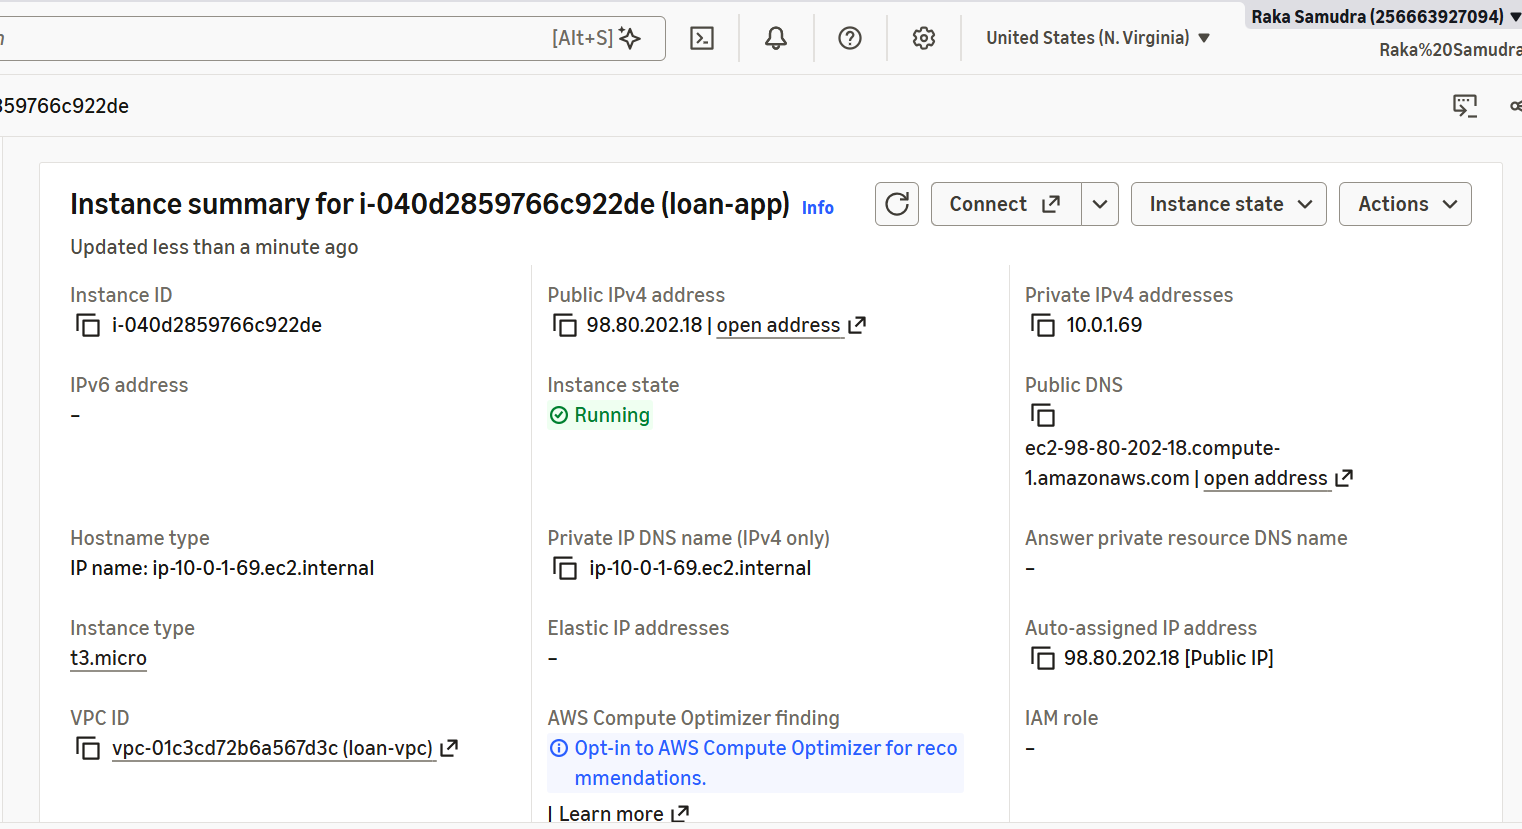 [Alt+S]
United States (N. Virginia)
Raka Samudra (256663927094)
Raka%20Samudra
859766c922de
Instance summary for i-040d2859766c922de (loan-app) Info
Connect
Instance state
Actions
Updated less than a minute ago
Instance ID
i-040d2859766c922de
Public IPv4 address
98.80.202.18 | open address
Private IPv4 addresses
10.0.1.69
IPv6 address
–
Instance state
Running
Public DNS
ec2-98-80-202-18.compute-
1.amazonaws.com | open address
Hostname type
IP name: ip-10-0-1-69.ec2.internal
Private IP DNS name (IPv4 only)
ip-10-0-1-69.ec2.internal
Answer private resource DNS name
–
Instance type
t3.micro
Elastic IP addresses
–
Auto-assigned IP address
98.80.202.18 [Public IP]
VPC ID
vpc-01c3cd72b6a567d3c (loan-vpc)
AWS Compute Optimizer finding
Opt-in to AWS Compute Optimizer for reco
mmendations.
| Learn more
IAM role
–